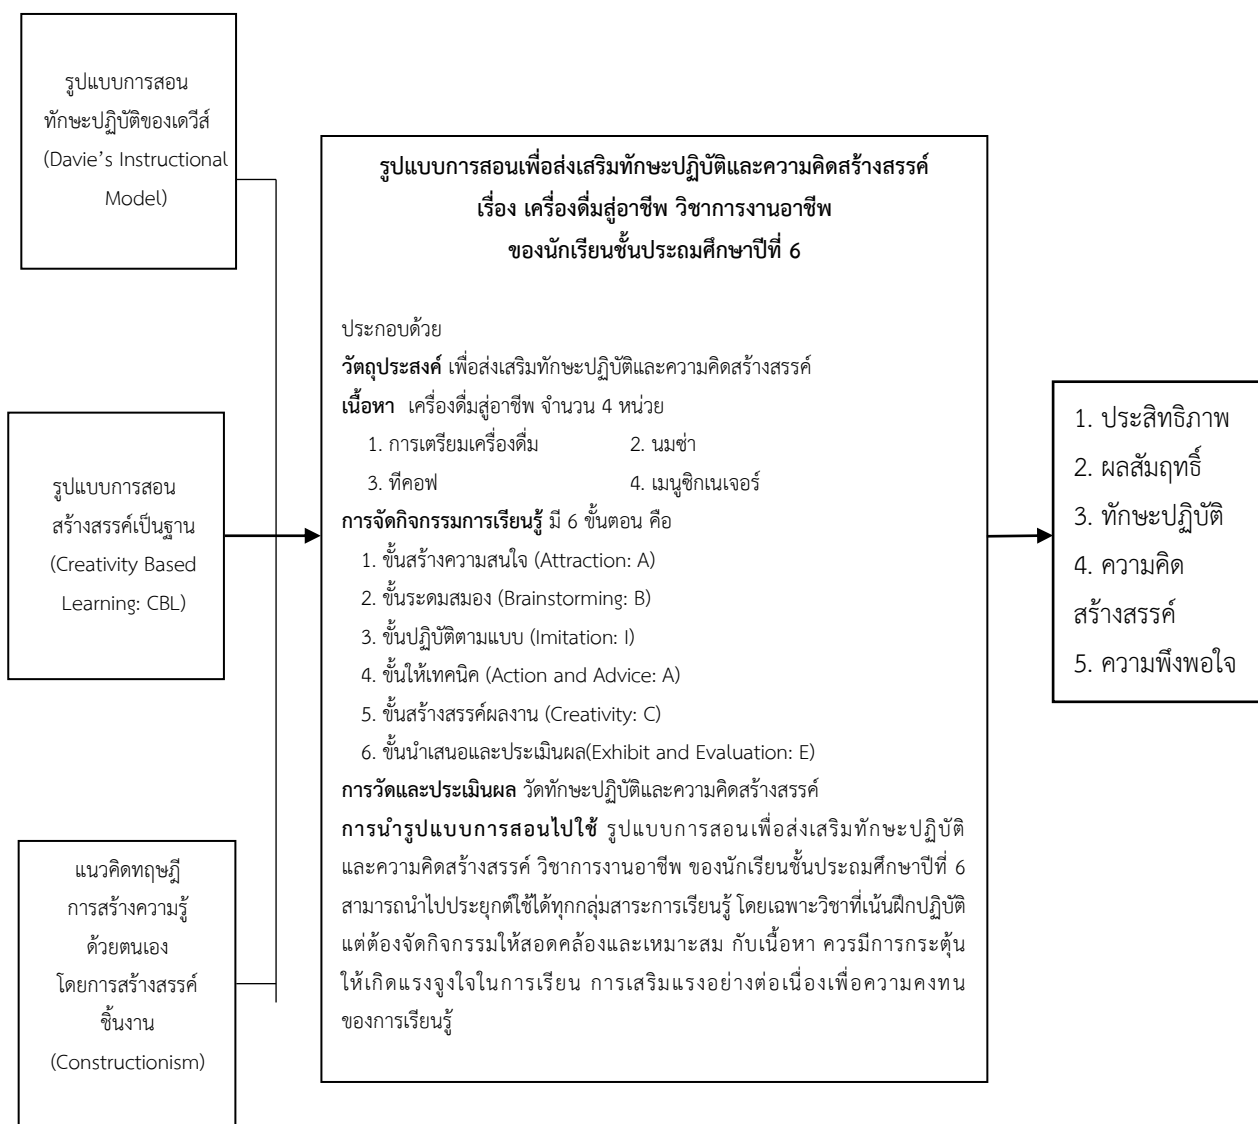 รูปแบบการสอน
ทักษะปฏิบัติของเดวีส์
(Davie’s Instructional
Model)
รูปแบบการสอน
สร้างสรรค์เป็นฐาน
(Creativity Based
Learning: CBL)
แนวคิดทฤษฎี
การสร้างความรู้
ด้วยตนเอง
โดยการสร้างสรรค์
ชิ้นงาน
(Constructionism)
รูปแบบการสอนเพื่อส่งเสริมทักษะปฏิบัติและความคิดสร้างสรรค์
เรื่อง เครื่องดื่มสู่อาชีพ วิชาการงานอาชีพ
ของนักเรียนชั้นประถมศึกษาปีที่ 6
ประกอบด้วย
วัตถุประสงค์ เพื่อส่งเสริมทักษะปฏิบัติและความคิดสร้างสรรค์
เนื้อหา เครื่องดื่มสู่อาชีพ จำนวน 4 หน่วย
1. การเตรียมเครื่องดื่ม 2. นมซ่า
3. ทีคอฟ 4. เมนูซิกเนเจอร์
การจัดกิจกรรมการเรียนรู้ มี 6 ขั้นตอน คือ
1. ขั้นสร้างความสนใจ (Attraction: A)
2. ขั้นระดมสมอง (Brainstorming: B)
3. ขั้นปฏิบัติตามแบบ (Imitation: I)
4. ขั้นให้เทคนิค (Action and Advice: A)
5. ขั้นสร้างสรรค์ผลงาน (Creativity: C)
6. ขั้นนำเสนอและประเมินผล(Exhibit and Evaluation: E)
การวัดและประเมินผล วัดทักษะปฏิบัติและความคิดสร้างสรรค์
การนำรูปแบบการสอนไปใช้ รูปแบบการสอนเพื่อส่งเสริมทักษะปฏิบัติ
และความคิดสร้างสรรค์ วิชาการงานอาชีพ ของนักเรียนชั้นประถมศึกษาปีที่ 6
สามารถนำไปประยุกต์ใช้ได้ทุกกลุ่มสาระการเรียนรู้ โดยเฉพาะวิชาที่เน้นฝึกปฏิบัติ
แต่ต้องจัดกิจกรรมให้สอดคล้องและเหมาะสม กับเนื้อหา ควรมีการกระตุ้น
ให้เกิดแรงจูงใจในการเรียน การเสริมแรงอย่างต่อเนื่องเพื่อความคงทน
ของการเรียนรู้
1. ประสิทธิภาพ
2. ผลสัมฤทธิ์
3. ทักษะปฏิบัติ
4. ความคิด
สร้างสรรค์
5. ความพึงพอใจ